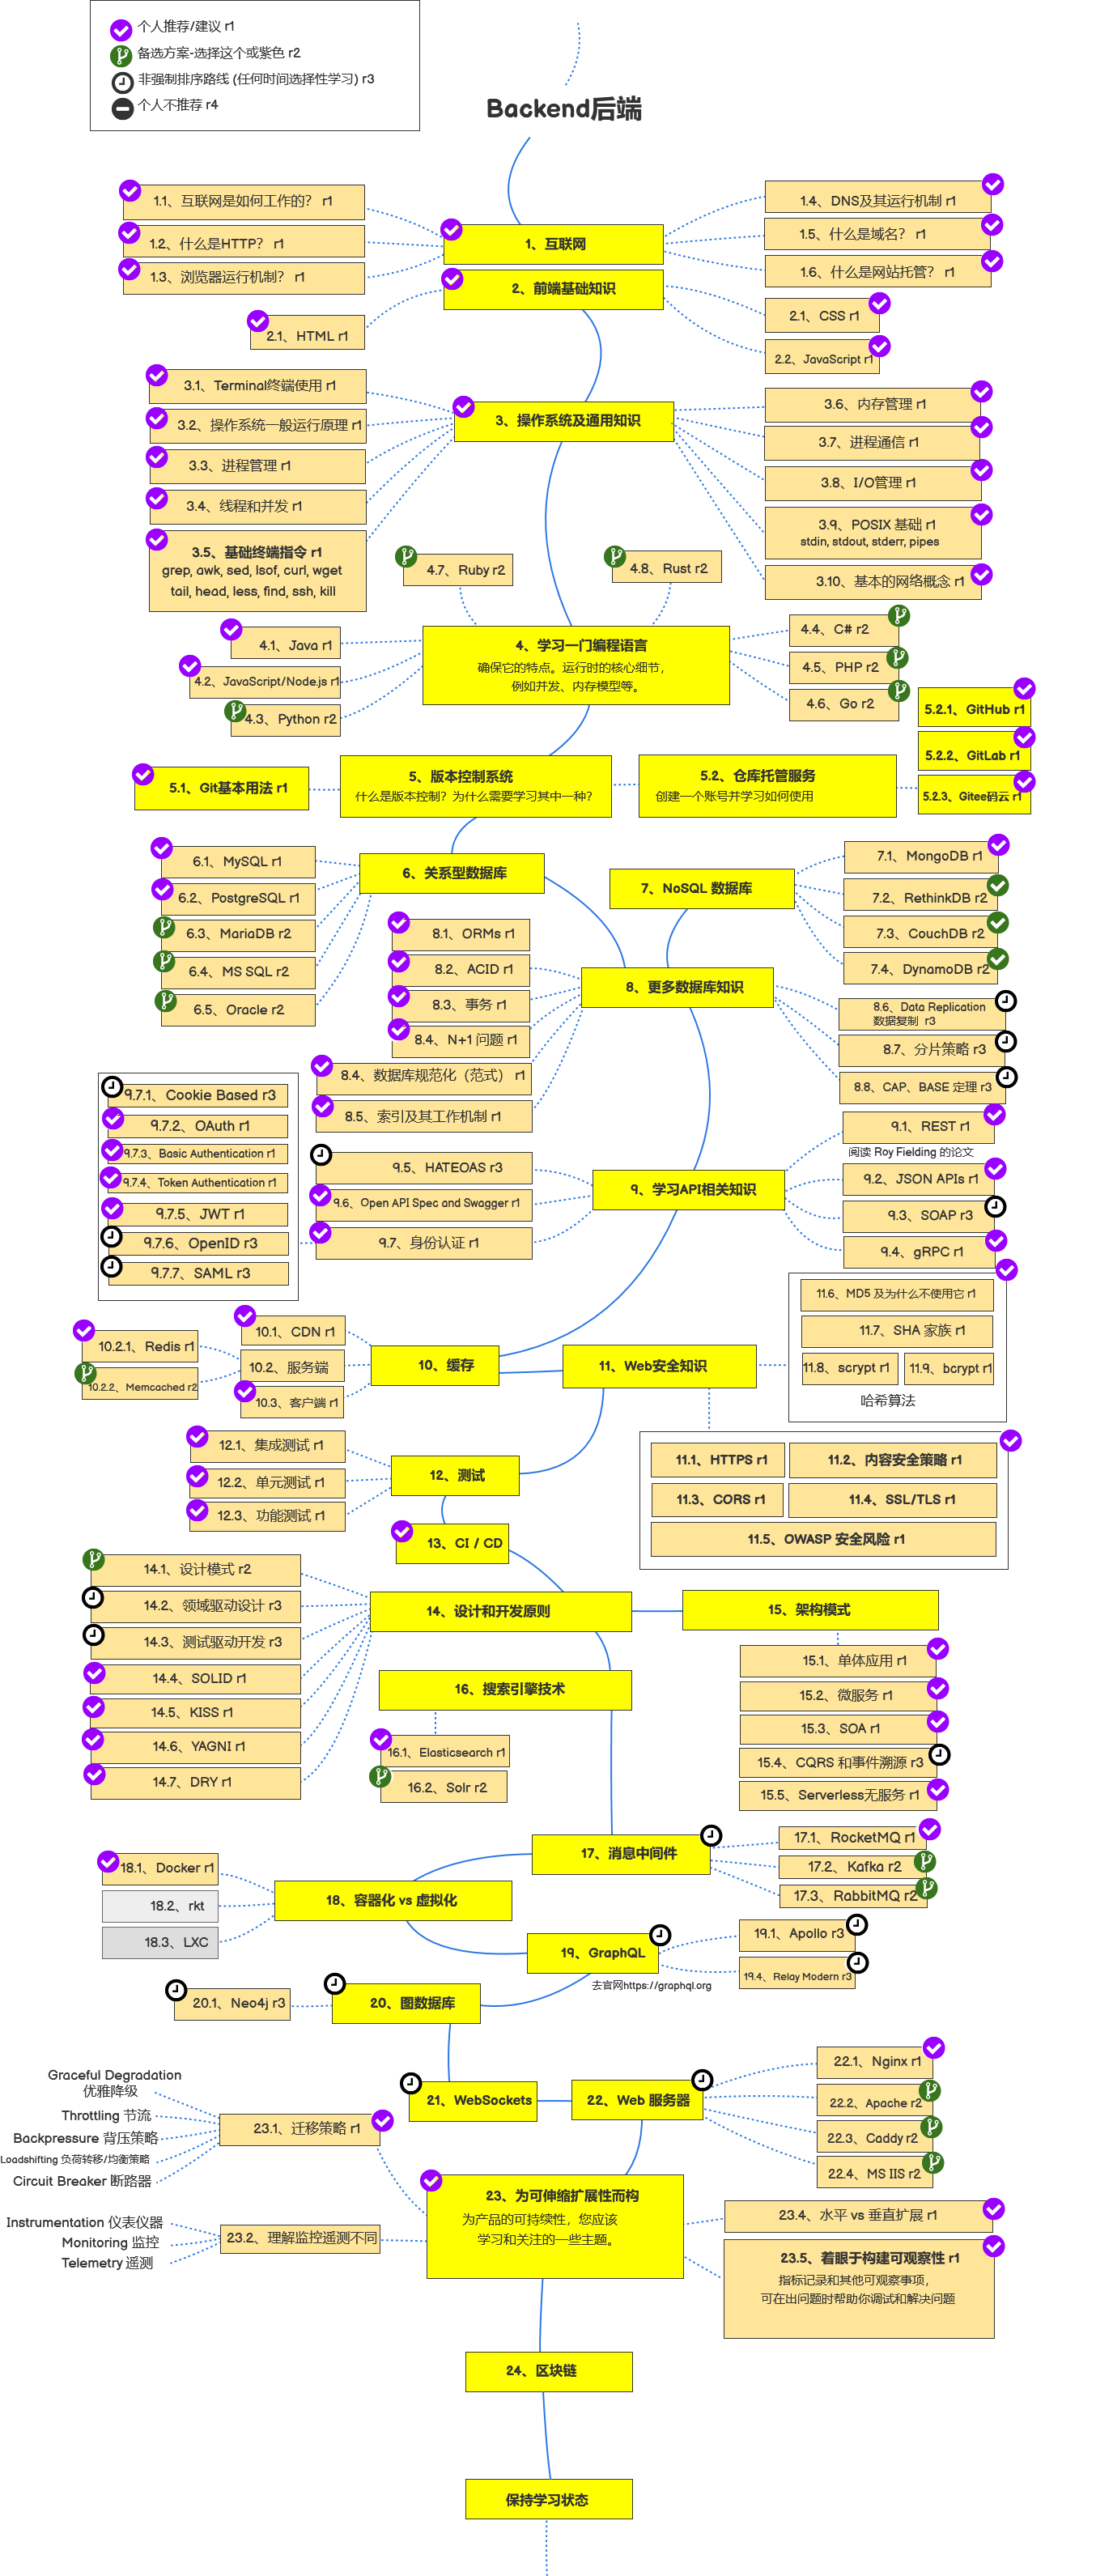 个人推荐/建议 r1
备选方案-选择这个或紫色 r2
非强制排序路线 (任何时间选择性学习) r3
个人不推荐 r4
Backend后端
1.1、互联网是如何工作的？ r1
1.2、什么是HTTP？ r1
1.3、浏览器运行机制？ r1
1、互联网
1.4、DNS及其运行机制 r1
1.5、什么是域名？ r1
1.6、什么是网站托管？ r1
2、前端基础知识
2.1、HTML r1
2.1、CSS r1
2.2、JavaScript r1
3.1、Terminal终端使用 r1
3.2、操作系统一般运行原理 r1
3.3、进程管理 r1
3.4、线程和并发 r1
3.5、基础终端指令 r1
grep, awk, sed, lsof, curl, wget
tail, head, less, find, ssh, kill
3、操作系统及通用知识
3.6、内存管理 r1
3.7、进程通信 r1
3.8、I/O管理 r1
3.9、POSIX 基础 r1
stdin, stdout, stderr, pipes
3.10、基本的网络概念 r1
4.7、Ruby r2
4.8、Rust r2
4.1、Java r1
4.2、JavaScript/Node.js r1
4.3、Python r2
4、学习一门编程语言
确保它的特点。运行时的核心细节，
例如并发、内存模型等。
4.4、C# r2
4.5、PHP r2
4.6、Go r2
5.2.1、GitHub r1
5.2.2、GitLab r1
5.2.3、Gitee码云 r1
5.1、Git基本用法 r1
5、版本控制系统
什么是版本控制？为什么需要学习其中一种？
5.2、仓库托管服务
创建一个账号并学习如何使用
6.1、MySQL r1
6.2、PostgreSQL r1
6.3、MariaDB r2
6.4、MS SQL r2
6.5、Oracle r2
6、关系型数据库
7、NoSQL 数据库
7.1、MongoDB r1
7.2、RethinkDB r2
7.3、CouchDB r2
7.4、DynamoDB r2
8.1、ORMs r1
8.2、ACID r1
8.3、事务 r1
8.4、N+1 问题 r1
8.4、数据库规范化（范式） r1
8.5、索引及其工作机制 r1
8、更多数据库知识
8.6、Data Replication
数据复制 r3
8.7、分片策略 r3
8.8、CAP、BASE 定理 r3
9.7.1、Cookie Based r3
9.7.2、OAuth r1
9.7.3、Basic Authentication r1
9.7.4、Token Authentication r1
9.7.5、JWT r1
9.7.6、OpenID r3
9.7.7、SAML r3
9.5、HATEOAS r3
9.6、Open API Spec and Swagger r1
9.7、身份认证 r1
9、学习API相关知识
9.1、REST r1
阅读 Roy Fielding 的论文
9.2、JSON APIs r1
9.3、SOAP r3
9.4、gRPC r1
10.2.1、Redis r1
10.2.2、Memcached r2
10.1、CDN r1
10.2、服务端
10.3、客户端 r1
10、缓存
11、Web安全知识
11.6、MD5 及为什么不使用它 r1
11.7、SHA 家族 r1
11.8、scrypt r1
11.9、bcrypt r1
哈希算法
11.1、HTTPS r1
11.2、内容安全策略 r1
11.3、CORS r1
11.4、SSL/TLS r1
11.5、OWASP 安全风险 r1
12.1、集成测试 r1
12.2、单元测试 r1
12.3、功能测试 r1
12、测试
13、CI / CD
14.1、设计模式 r2
14.2、领域驱动设计 r3
14.3、测试驱动开发 r3
14.4、SOLID r1
14.5、KISS r1
14.6、YAGNI r1
14.7、DRY r1
14、设计和开发原则
15、架构模式
15.1、单体应用 r1
15.2、微服务 r1
15.3、SOA r1
15.4、CQRS 和事件溯源 r3
15.5、Serverless无服务 r1
16、搜索引擎技术
16.1、Elasticsearch r1
16.2、Solr r2
17、消息中间件
17.1、RocketMQ r1
17.2、Kafka r2
17.3、RabbitMQ r2
18.1、Docker r1
18.2、rkt
18.3、LXC
18、容器化 vs 虚拟化
19、GraphQL
去官网https://graphql.org
19.1、Apollo r3
19.4、Relay Modern r3
20.1、Neo4j r3
20、图数据库
21、WebSockets
22、Web 服务器
22.1、Nginx r1
22.2、Apache r2
22.3、Caddy r2
22.4、MS IIS r2
Graceful Degradation
优雅降级
Throttling 节流
Backpressure 背压策略
Loadshifting 负荷转移/均衡策略
Circuit Breaker 断路器
23.1、迁移策略 r1
Instrumentation 仪表仪器
Monitoring 监控
Telemetry 遥测
23.2、理解监控遥测不同
23、为可伸缩扩展性而构
为产品的可持续性，您应该
学习和关注的一些主题。
23.4、水平 vs 垂直扩展 r1
23.5、着眼于构建可观察性 r1
指标记录和其他可观察事项，
可在出问题时帮助你调试和解决问题
24、区块链
保持学习状态